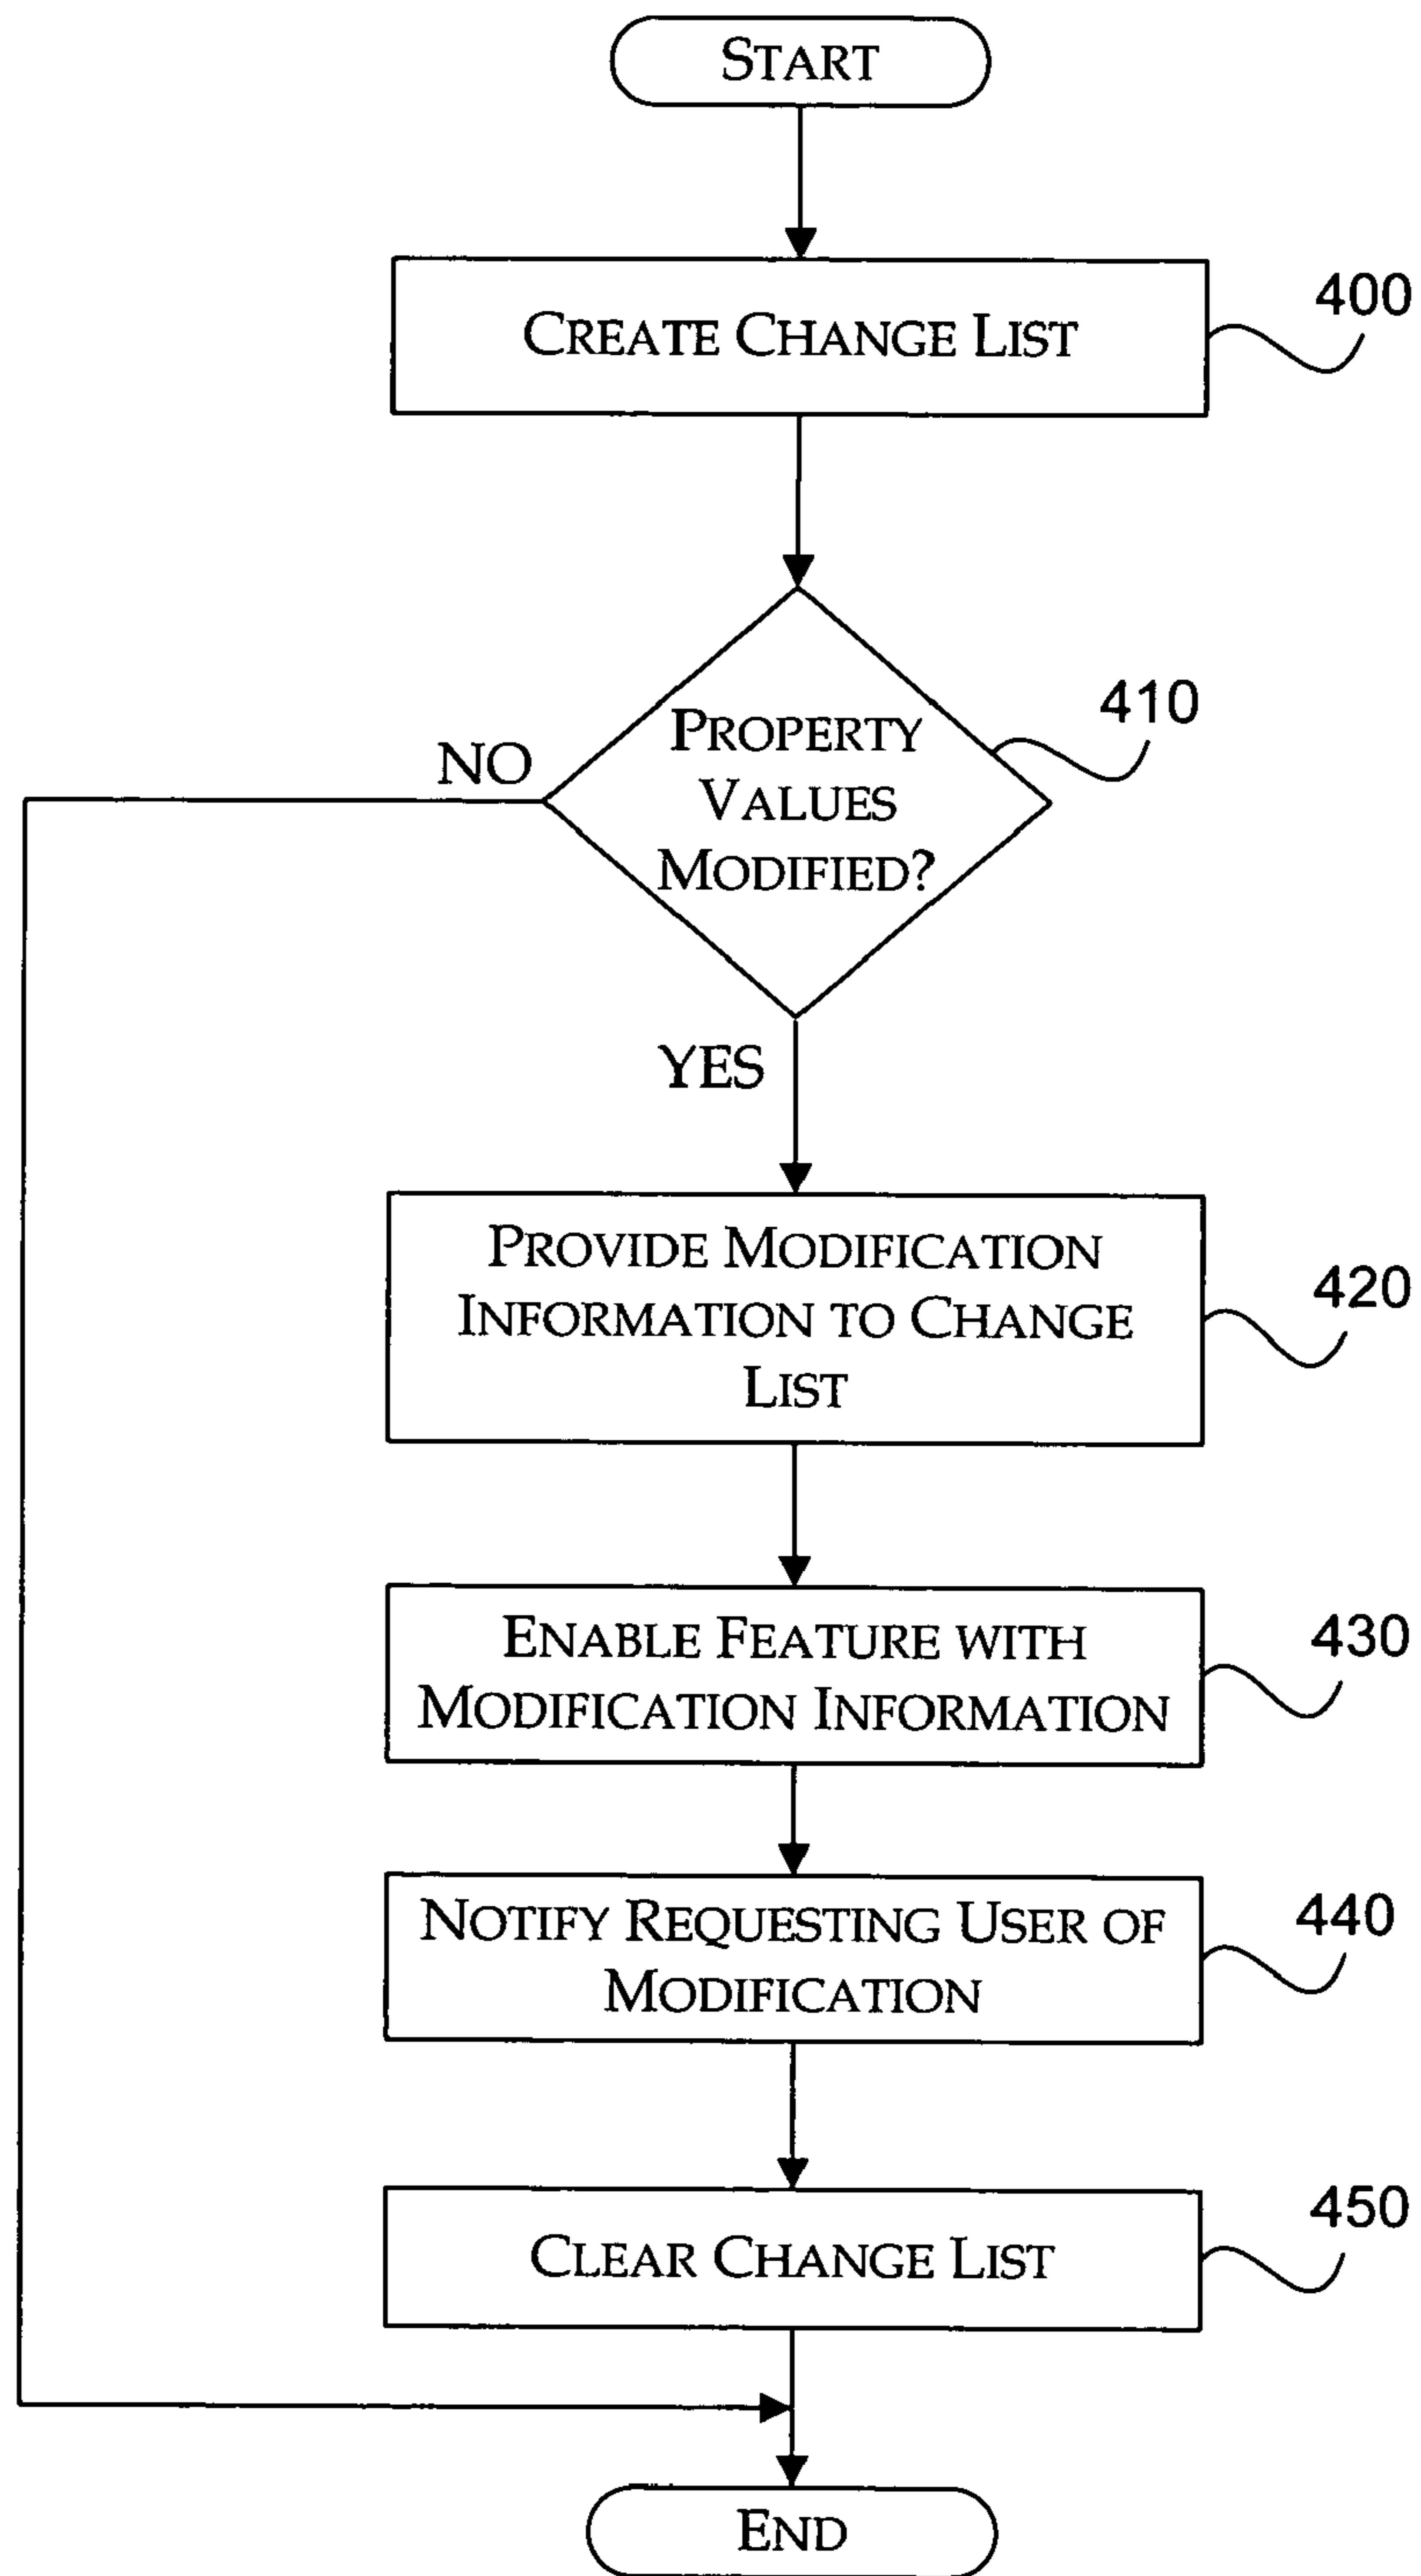 START
CREATE CHANGE LIST
400
PROPERTY
VALUES
MODIFIED?
410
NO
YES
PROVIDE MODIFICATION
INFORMATION TO CHANGE
LIST
420
ENABLE FEATURE WITH
MODIFICATION INFORMATION
430
NOTIFY REQUESTING USER OF
MODIFICATION
440
CLEAR CHANGE LIST
450
END